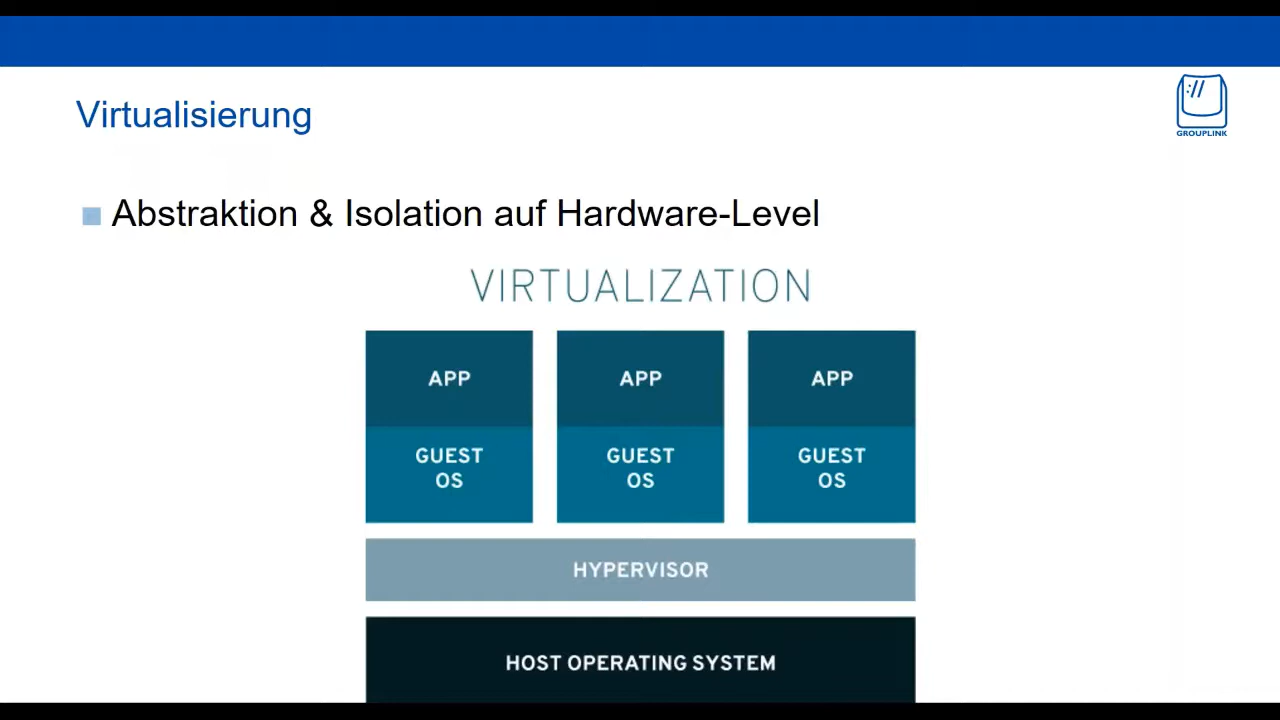 Virtualisierung
GROUPLINK
Abstraktion & Isolation auf Hardware-Level
VIRTUALIZATION
APP APP APP
GUEST GUEST GUEST
OS OS OS
HYPERVISOR
HOST OPERATING SYSTEM